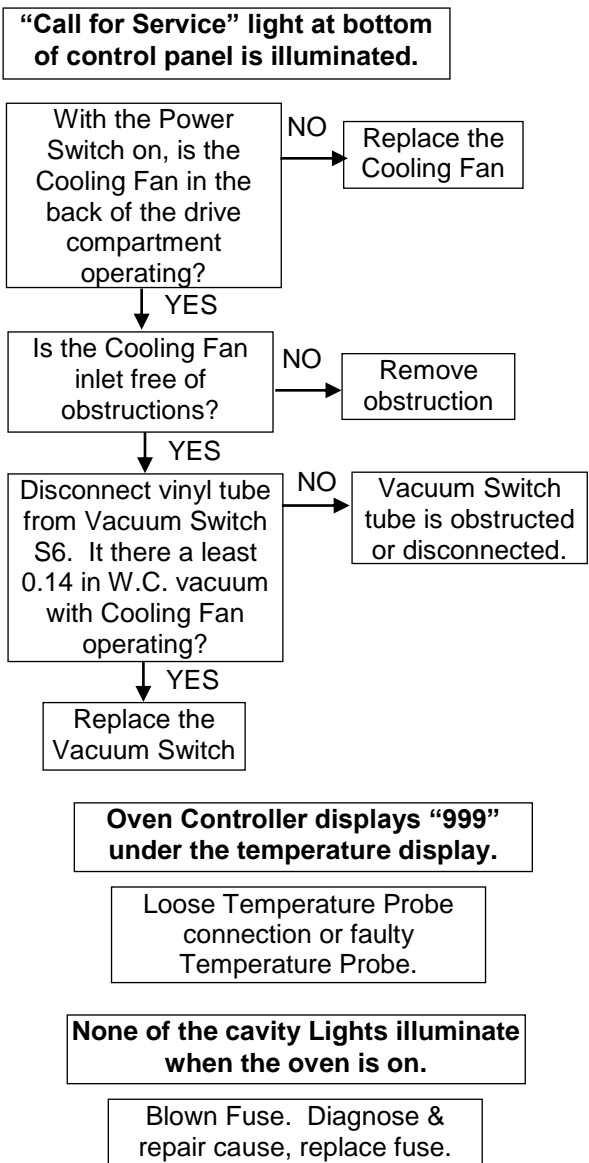 “Call for Service” light at bottom
of control panel is illuminated.
With the Power
Switch on, is the
Cooling Fan in the
back of the drive
compartment
operating?
NO
Replace the
Cooling Fan
YES
Is the Cooling Fan
inlet free of
obstructions?
NO
Remove
obstruction
YES
Disconnect vinyl tube
from Vacuum Switch
S6.  It there a least
0.14 in W.C. vacuum
with Cooling Fan
operating?
NO
Vacuum Switch
tube is obstructed
or disconnected.
YES
Replace the
Vacuum Switch
Oven Controller displays “999”
under the temperature display.
Loose Temperature Probe
connection or faulty
Temperature Probe.
None of the cavity Lights illuminate
when the oven is on.
Blown Fuse.  Diagnose &
repair cause, replace fuse.